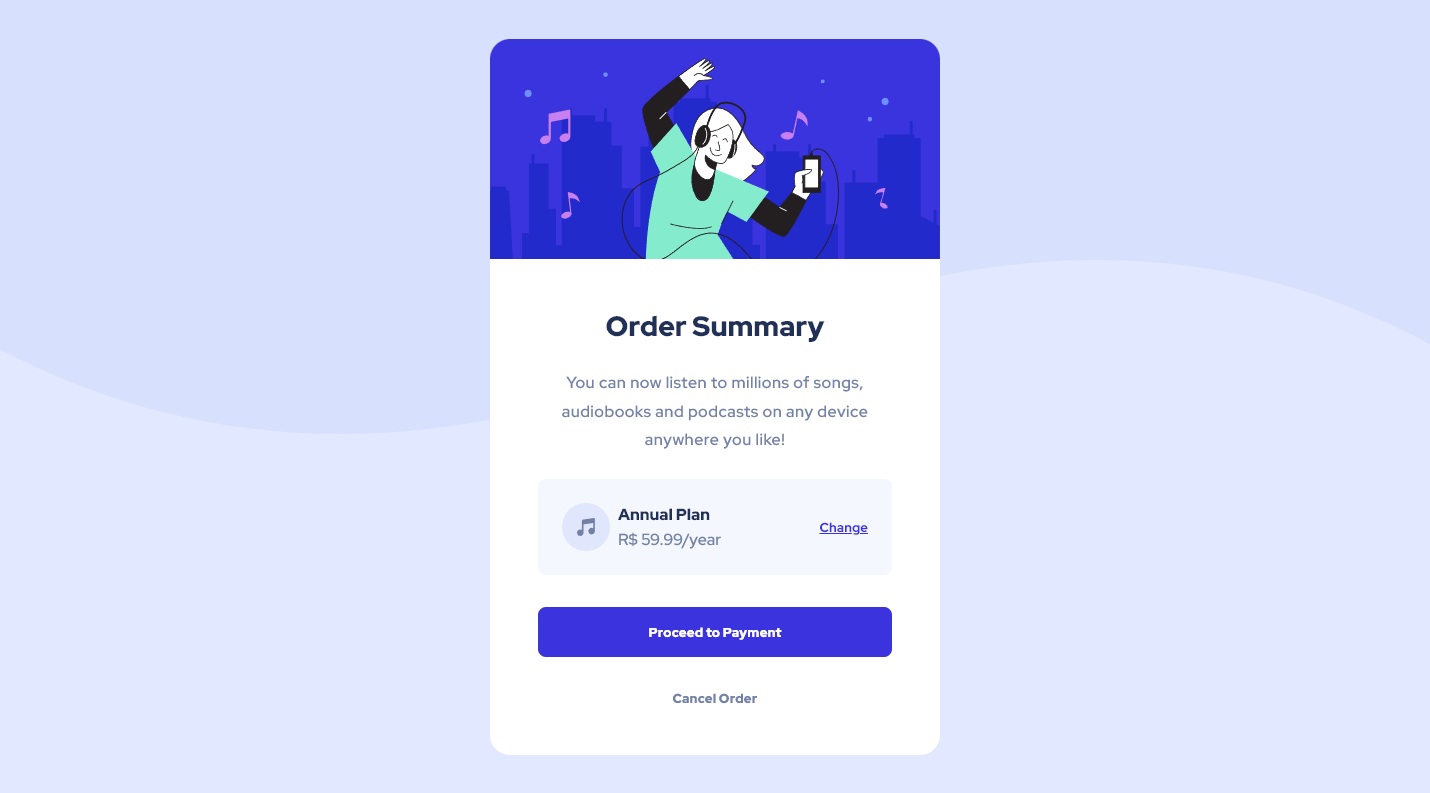 Order Summary
You can now listen to millions of songs,
audiobooks and podcasts on any device
anywhere you like!
Annual Plan
R$ 59.99/year
Change
Proceed to Payment
Cancel Order